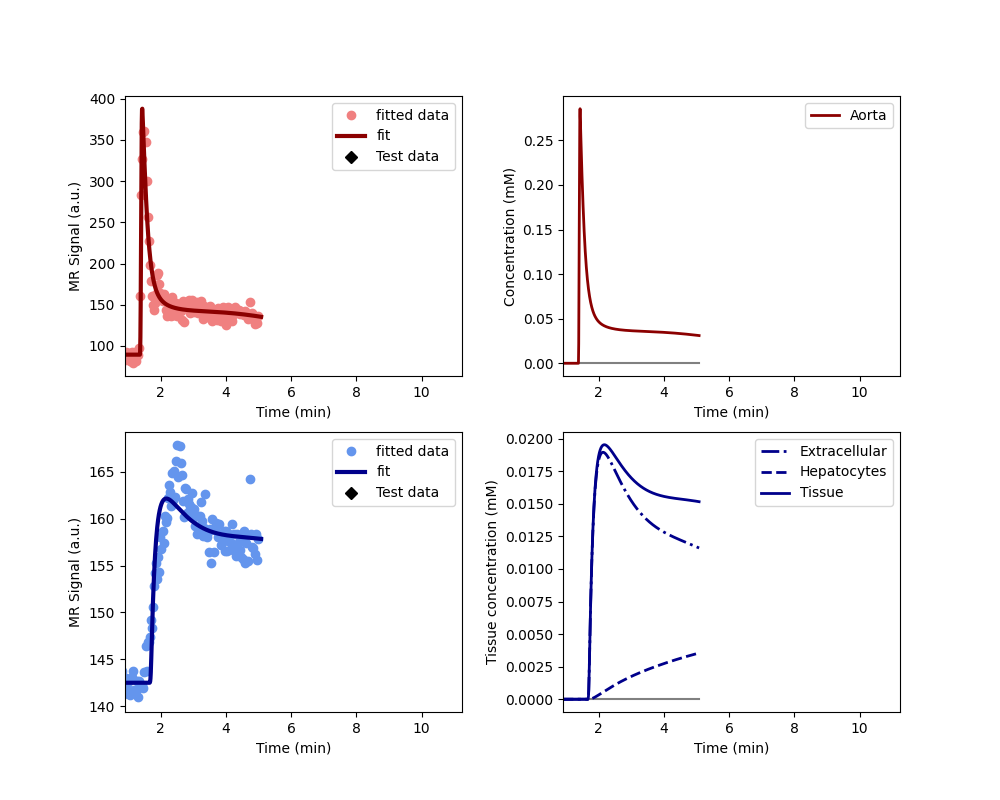 400
350
300
250
200
150
100
MR Signal (a.u.)
2 4 6 8 10
Time (min)
fitted data
fit
Test data
0.25
0.20
0.15
0.10
0.05
0.00
Concentration (mM)
2 4 6 8 10
Time (min)
Aorta
165
160
155
150
145
140
MR Signal (a.u.)
2 4 6 8 10
Time (min)
fitted data
fit
Test data
0.0200
0.0175
0.0150
0.0125
0.0100
0.0075
0.0050
0.0025
0.0000
Tissue concentration (mM)
2 4 6 8 10
Time (min)
Extracellular
Hepatocytes
Tissue